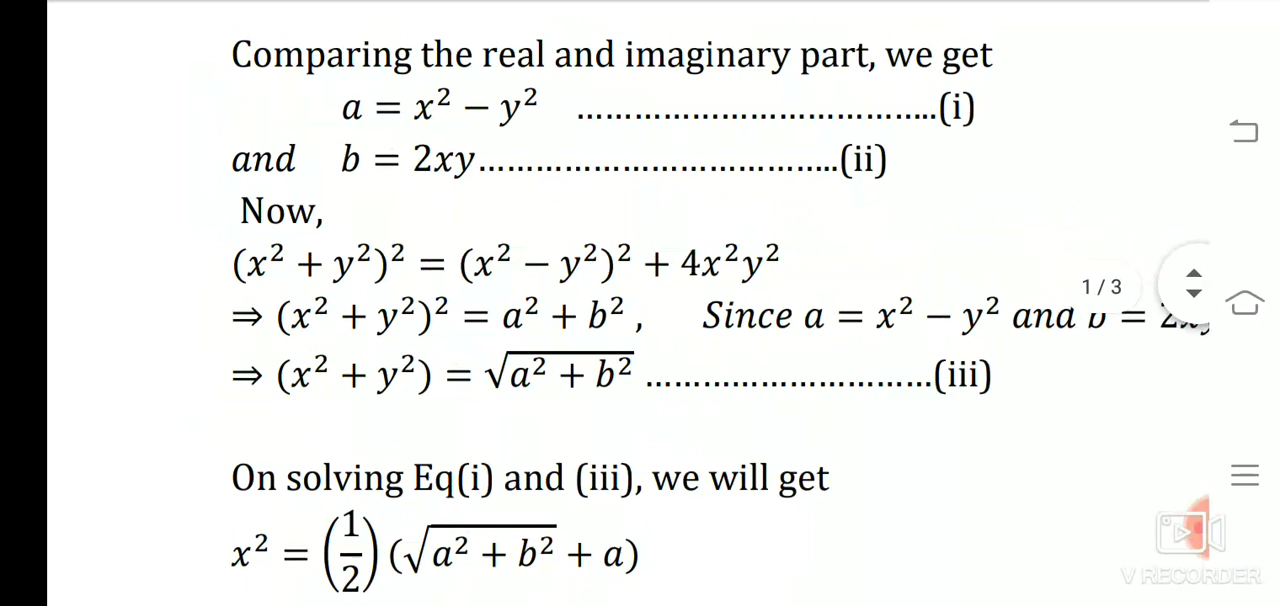 Comparing the real and imaginary part, we get
a = x² − y² ........................................(i)
and b = 2xy........................................(ii)
Now,
(x² + y²)² = (x² − y²)² + 4x²y²
⇒ (x² + y²)² = a² + b² , Since a = x² − y² and b =
1 / 3
⇒ (x² + y²) = √(a² + b²) ................................(iii)
On solving Eq(i) and (iii), we will get
x² = (1/2) (√(a² + b²) + a)
V RECORDER